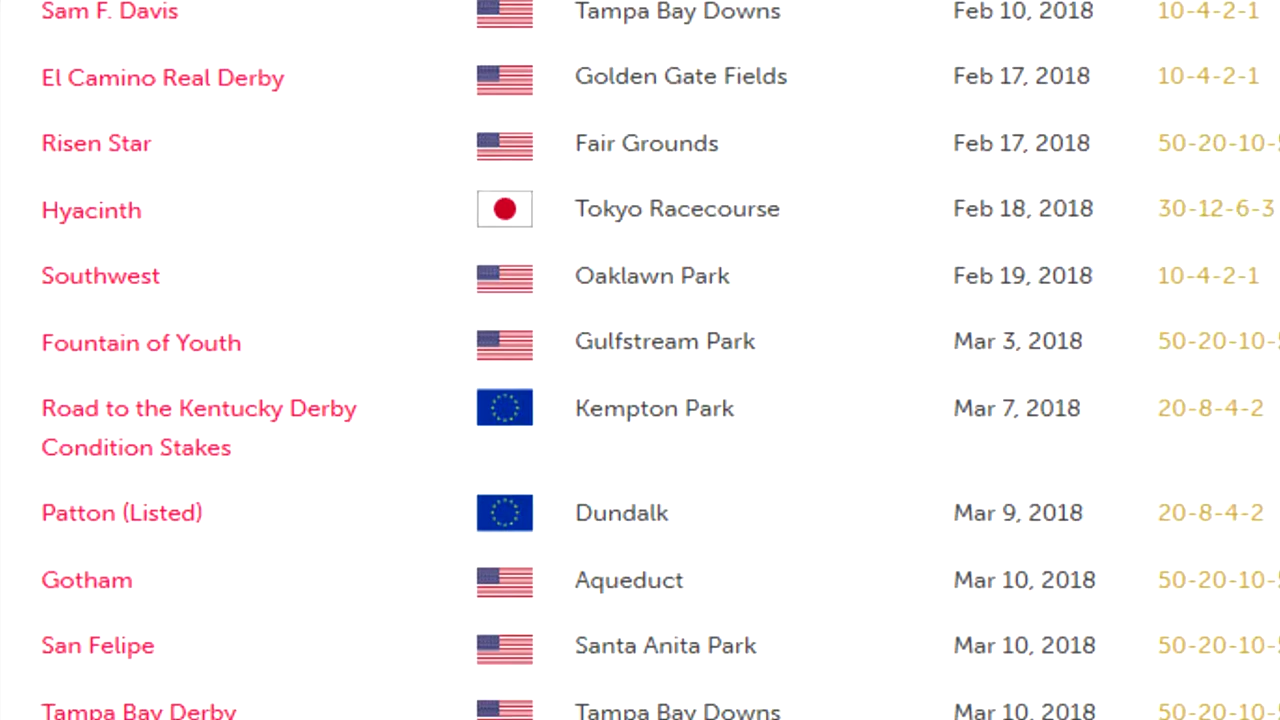 Sam F. Davis Tampa Bay Downs Feb 10, 2018 10-4-2-1
El Camino Real Derby Golden Gate Fields Feb 17, 2018 10-4-2-1
Risen Star Fair Grounds Feb 17, 2018 50-20-10-
Hyacinth Tokyo Racecourse Feb 18, 2018 30-12-6-3
Southwest Oaklawn Park Feb 19, 2018 10-4-2-1
Fountain of Youth Gulfstream Park Mar 3, 2018 50-20-10-
Road to the Kentucky Derby Kempton Park Mar 7, 2018 20-8-4-2
Condition Stakes
Patton (Listed) Dundalk Mar 9, 2018 20-8-4-2
Gotham Aqueduct Mar 10, 2018 50-20-10-
San Felipe Santa Anita Park Mar 10, 2018 50-20-10-
Tampa Bay Derby Tampa Bay Downs Mar 10, 2018 50-20-10-